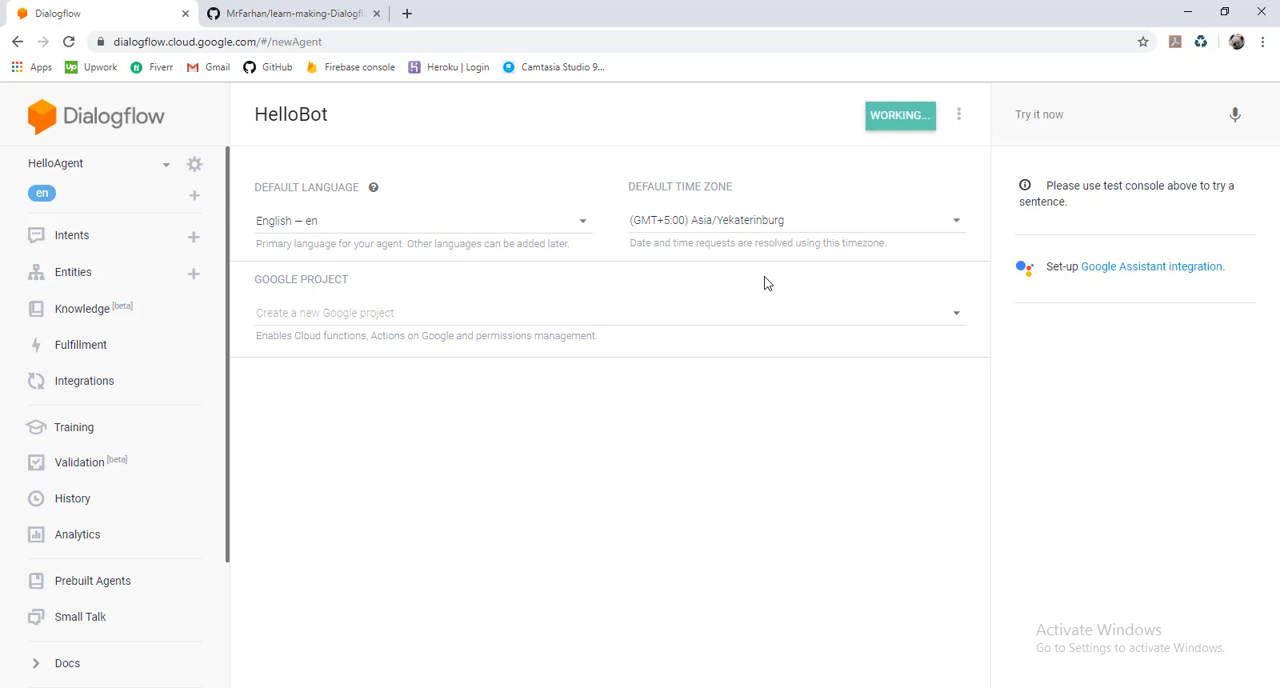 Dialogflow
MrFarhan/learn-making-Dialogfl
dialogflow.cloud.google.com/#/newAgent
Apps
Up Upwork
fi Fiverr
Gmail
GitHub
Firebase console
Heroku | Login
Camtasia Studio 9...
Dialogflow
HelloAgent
en
Intents
Entities
Knowledge [beta]
Fulfillment
Integrations
Training
Validation [beta]
History
Analytics
Prebuilt Agents
Small Talk
Docs
HelloBot
WORKING...
DEFAULT LANGUAGE
English — en
Primary language for your agent. Other languages can be added later.
DEFAULT TIME ZONE
(GMT+5:00) Asia/Yekaterinburg
Date and time requests are resolved using this timezone.
GOOGLE PROJECT
Create a new Google project
Enables Cloud functions, Actions on Google and permissions management.
Try it now
Please use test console above to try a
sentence.
Set-up Google Assistant integration.
Activate Windows
Go to Settings to activate Windows.